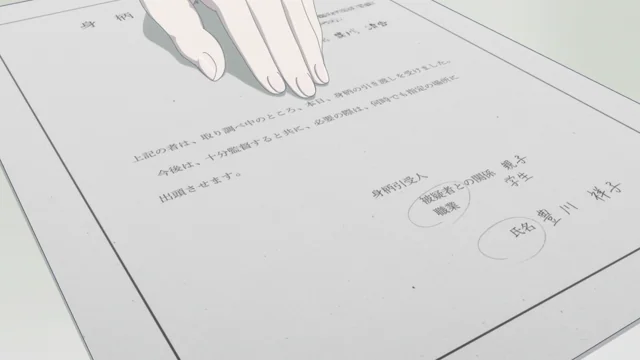 身柄
豊川 清告
上記の者は、取り調べ中のところ、本日、身柄の引き渡しを受けました。
今後は、十分監督すると共に、必要の際は、何時でも指定の場所に
出頭させます。
身柄引受人
被疑者との関係 親子
職業 学生
氏名 豊川 祥子